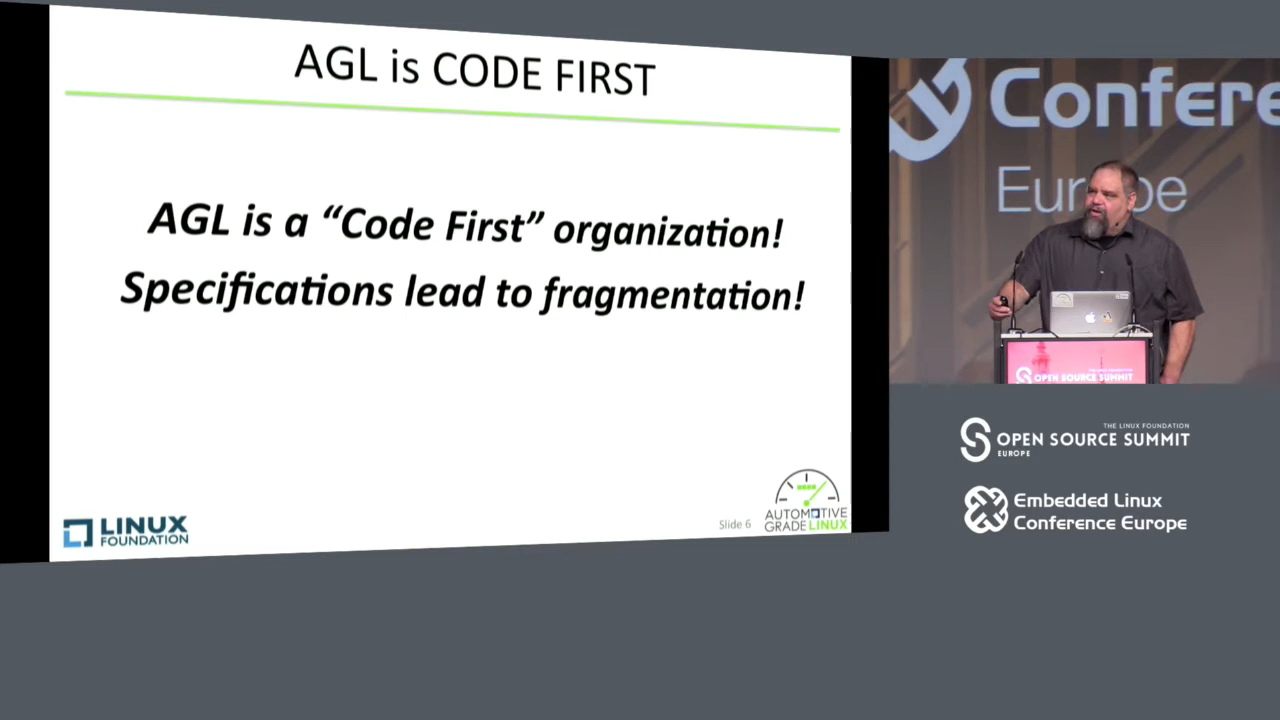 AGL is CODE FIRST
AGL is a “Code First” organization!
Specifications lead to fragmentation!
LINUX
FOUNDATION
Slide 6
AUTOMOTIVE
GRADE LINUX
Confere
Europe
OPEN SOURCE SUMMIT
THE LINUX FOUNDATION
OPEN SOURCE SUMMIT
EUROPE
Embedded Linux
Conference Europe